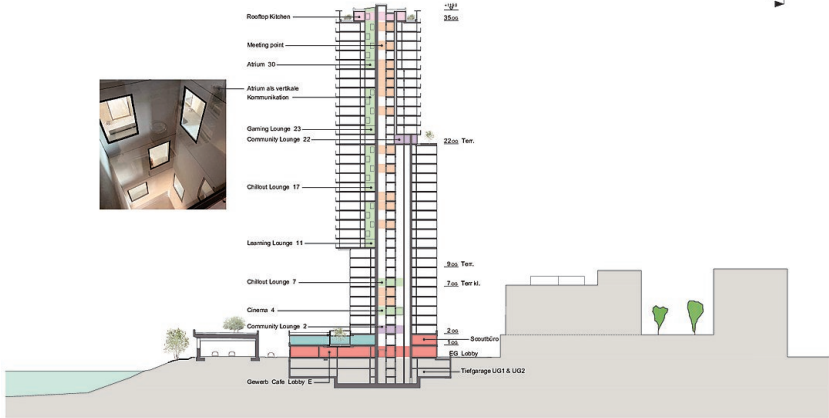 Rooftop Kitchen
35OG
Meeting point
Atrium 30
Atrium als vertikale
Kommunikation
Gaming Lounge 23
Community Lounge 22
22OG Terr.
Chillout Lounge 17
Learning Lounge 11
9OG Terr.
Chillout Lounge 7
7OG Terr kl.
Cinema 4
Community Lounge 2
2OG
Scoutbüro
1OG
EG Lobby
Tiefgarage UG1 & UG2
Gewerb Cafe Lobby E